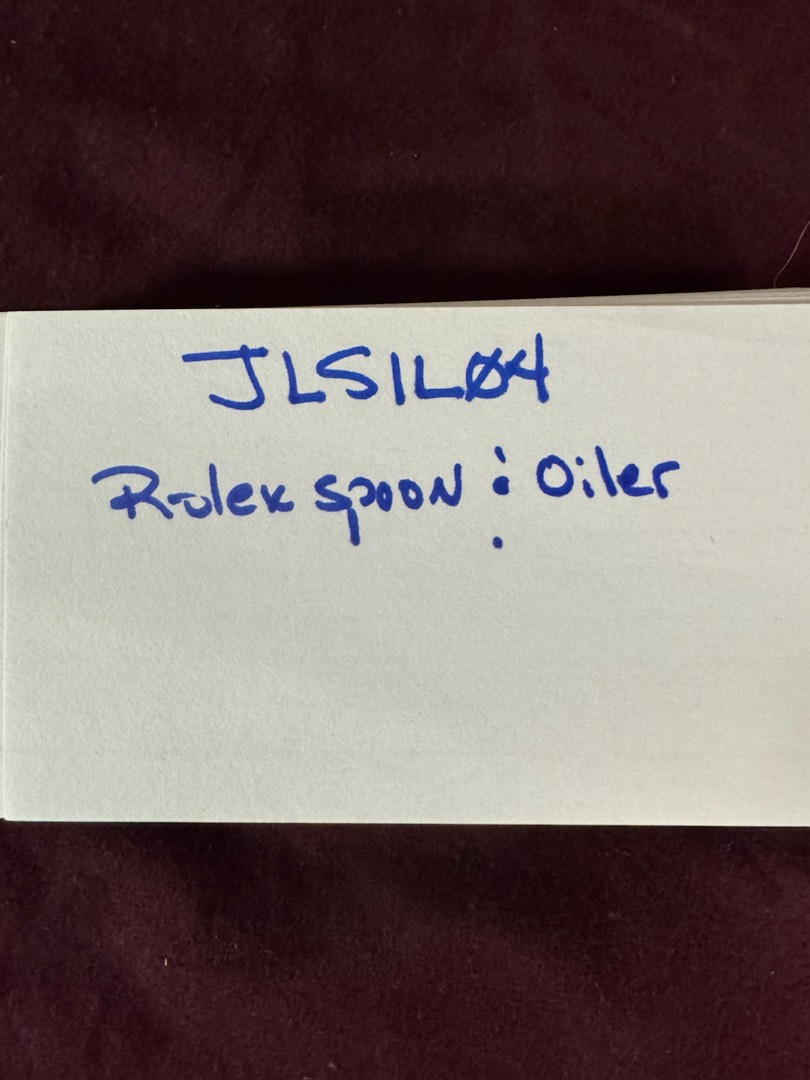 JLSIL04
Rolex spoon : Oiler